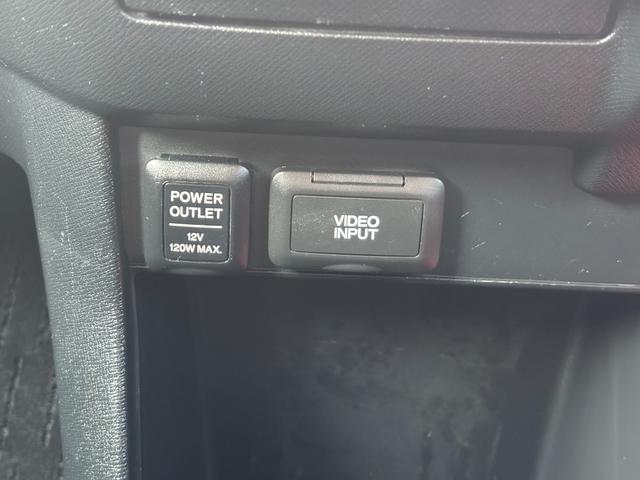 POWER
OUTLET
12V
120W MAX.
VIDEO
INPUT